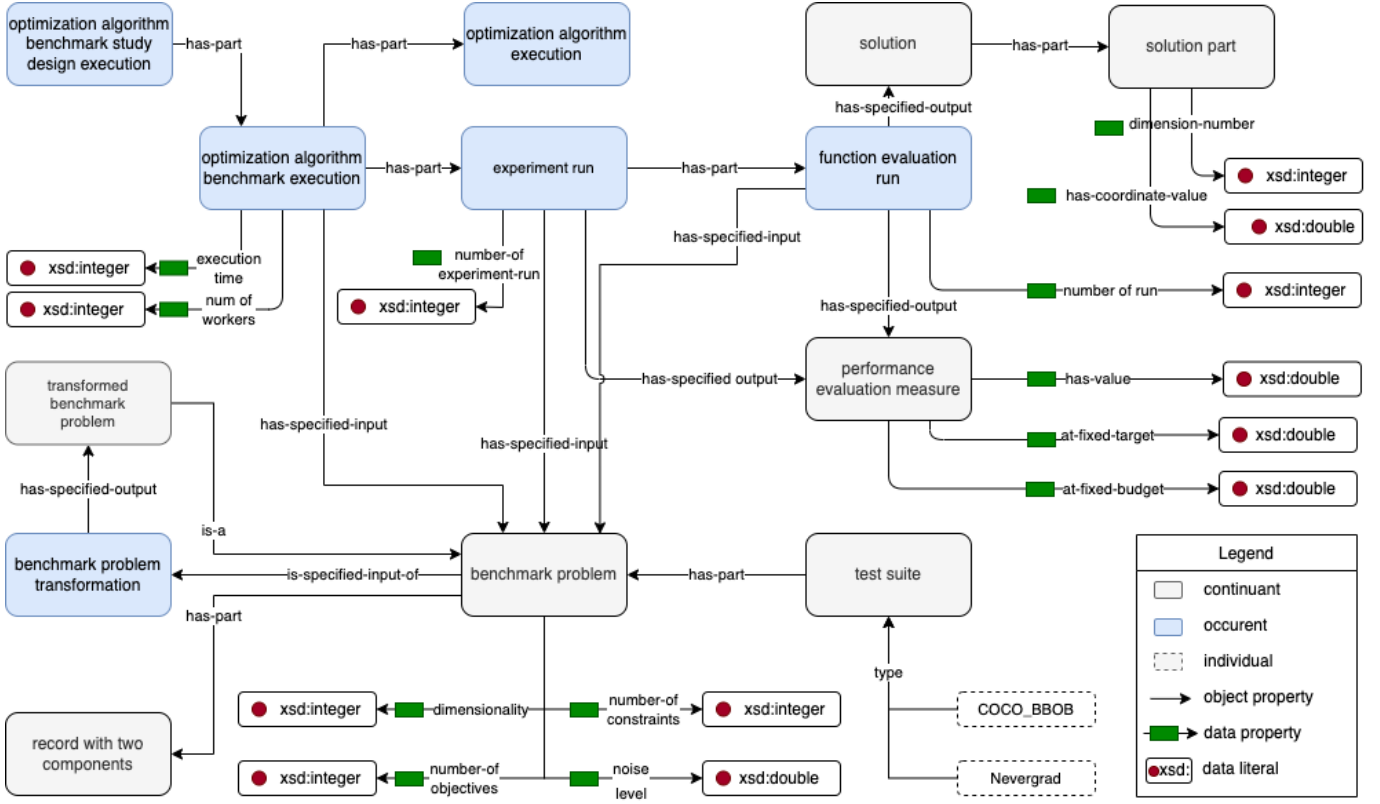 optimization algorithm
benchmark study
design execution
has-part
has-part
optimization algorithm
execution
solution
has-part
solution part
has-specified-output
dimension-number
optimization algorithm
benchmark execution
has-part
experiment run
has-part
function evaluation
run
xsd:integer
has-coordinate-value
xsd:double
has-specified-input
execution
time
xsd:integer
number-of
experiment-run
num of
workers
xsd:integer
xsd:integer
has-specified-output
number of run
xsd:integer
transformed
benchmark
problem
has-specified output
performance
evaluation measure
has-value
xsd:double
has-specified-input
has-specified-input
at-fixed-target
xsd:double
has-specified-output
at-fixed-budget
xsd:double
is-a
benchmark problem
transformation
is-specified-input-of
benchmark problem
has-part
test suite
has-part
Legend
continuant
occurent
individual
object property
data property
xsd:
data literal
type
xsd:integer
dimensionality
number-of
constraints
xsd:integer
COCO_BBOB
record with two
components
xsd:integer
number-of
objectives
noise
level
xsd:double
Nevergrad